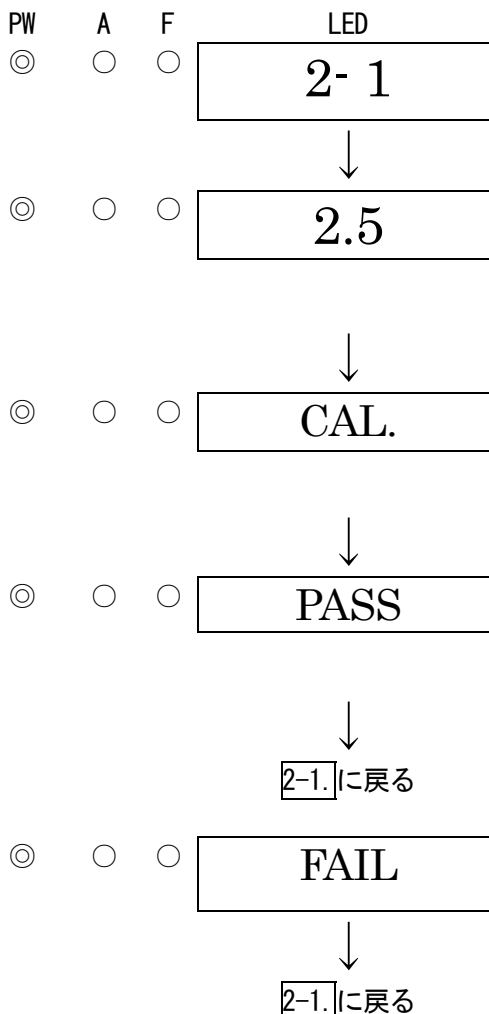 PW A F LED
◎ ○ ○ 2- 1
↓
◎ ○ ○ 2.5
↓
◎ ○ ○ CAL.
↓
◎ ○ ○ PASS
↓
2-1.に戻る
◎ ○ ○ FAIL
↓
2-1.に戻る